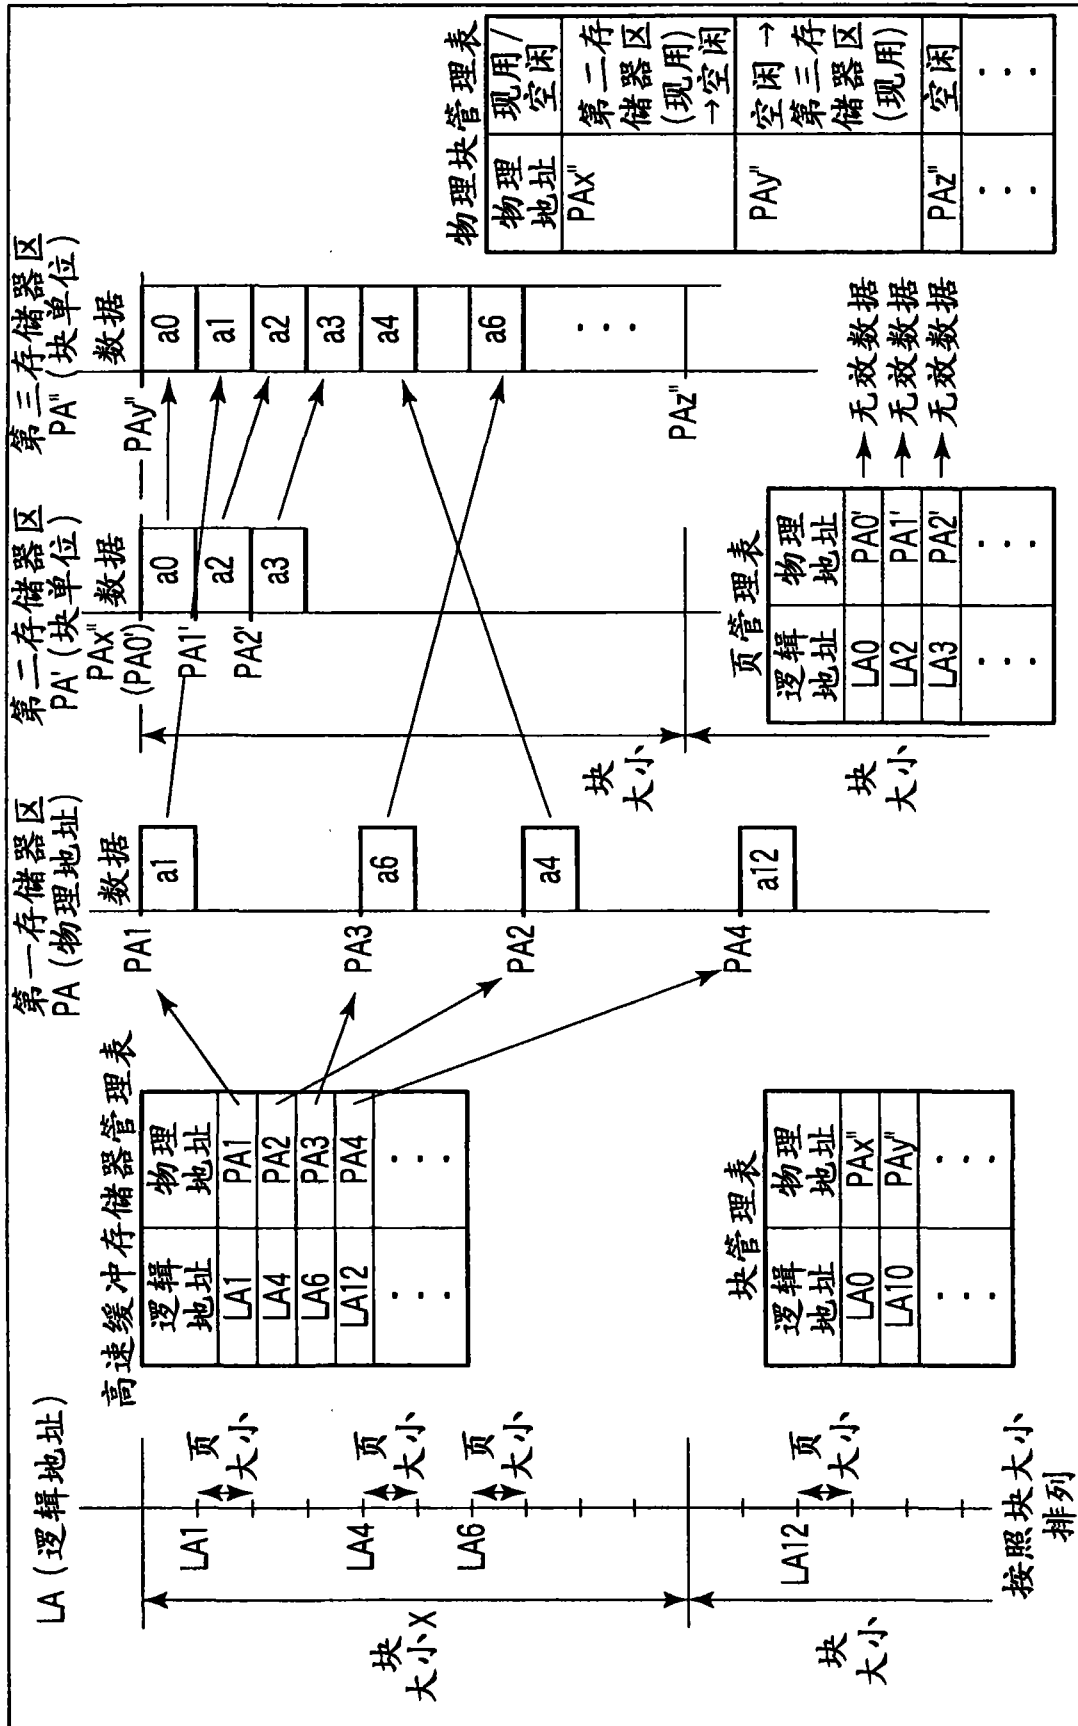 LA（逻辑地址）
LA1
页
大小
LA4
页
大小
LA6
页
大小
块
大小X
LA12
页
大小
块
大小
按照块大小
排列
高速缓冲存储器管理表
逻辑
地址
物理
地址
LA1
PA1
LA4
PA2
LA6
PA3
LA12
PA4
···
···
块管理表
逻辑
地址
物理
地址
LA0
PAx"
LA10
PAy"
···
···
第一存储器区
PA（物理地址）
数据
PA1
a1
PA3
a6
PA2
a4
PA4
a12
第二存储器区
PA'（块单位）
数据
PAx"
(PA0')
a0
PA1'
a2
PA2'
a3
块
大小
块
大小
页管理表
逻辑
地址
物理
地址
LA0
PA0'
→无效数据
LA2
PA1'
→无效数据
LA3
PA2'
→无效数据
···
···
第三存储器区
PA"（块单位）
数据
PAy"
a0
a1
a2
a3
a4
a6
···
PAz"
物理块管理表
物理
地址
现用/
空闲
PAx"
第二存
储器区
(现用)
→空闲
PAy"
空闲→
第三存
储器区
(现用)
PAz"
空闲
···
···